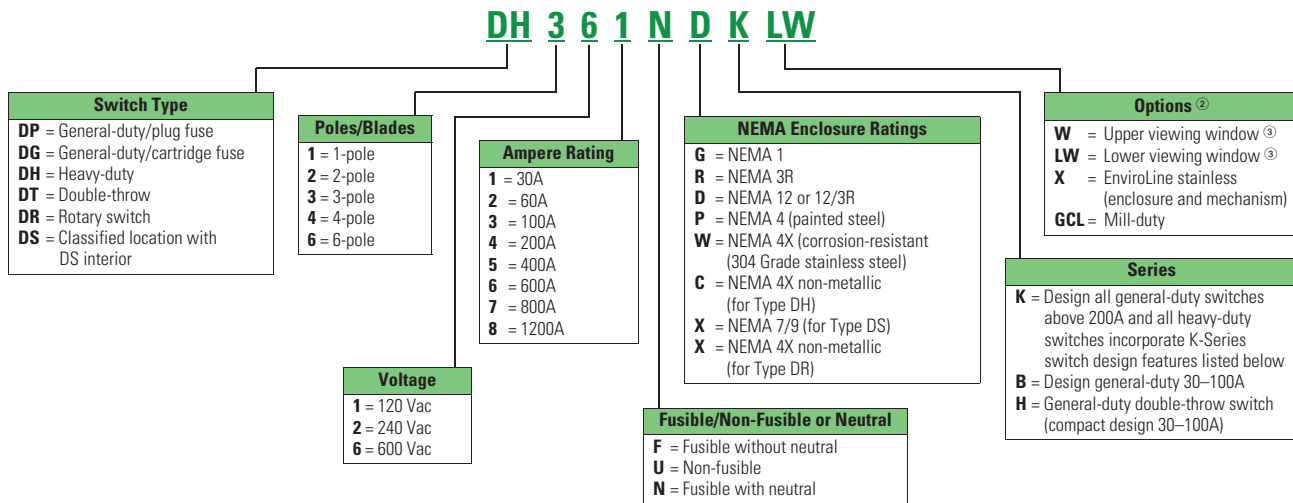 DH 3 6 1 N D K LW
Switch Type
DP = General-duty/plug fuse
DG = General-duty/cartridge fuse
DH = Heavy-duty
DT = Double-throw
DR = Rotary switch
DS = Classified location with
DS interior
Poles/Blades
1 = 1-pole
2 = 2-pole
3 = 3-pole
4 = 4-pole
6 = 6-pole
Voltage
1 = 120 Vac
2 = 240 Vac
6 = 600 Vac
Ampere Rating
1 = 30A
2 = 60A
3 = 100A
4 = 200A
5 = 400A
6 = 600A
7 = 800A
8 = 1200A
Fusible/Non-Fusible or Neutral
F = Fusible without neutral
U = Non-fusible
N = Fusible with neutral
NEMA Enclosure Ratings
G = NEMA 1
R = NEMA 3R
D = NEMA 12 or 12/3R
P = NEMA 4 (painted steel)
W = NEMA 4X (corrosion-resistant
(304 Grade stainless steel)
C = NEMA 4X non-metallic
(for Type DH)
X = NEMA 7/9 (for Type DS)
X = NEMA 4X non-metallic
(for Type DR)
Options ②
W = Upper viewing window ③
LW = Lower viewing window ③
X = EnviroLine stainless
(enclosure and mechanism)
GCL = Mill-duty
Series
K = Design all general-duty switches
above 200A and all heavy-duty
switches incorporate K-Series
switch design features listed below
B = Design general-duty 30–100A
H = General-duty double-throw switch
(compact design 30–100A)